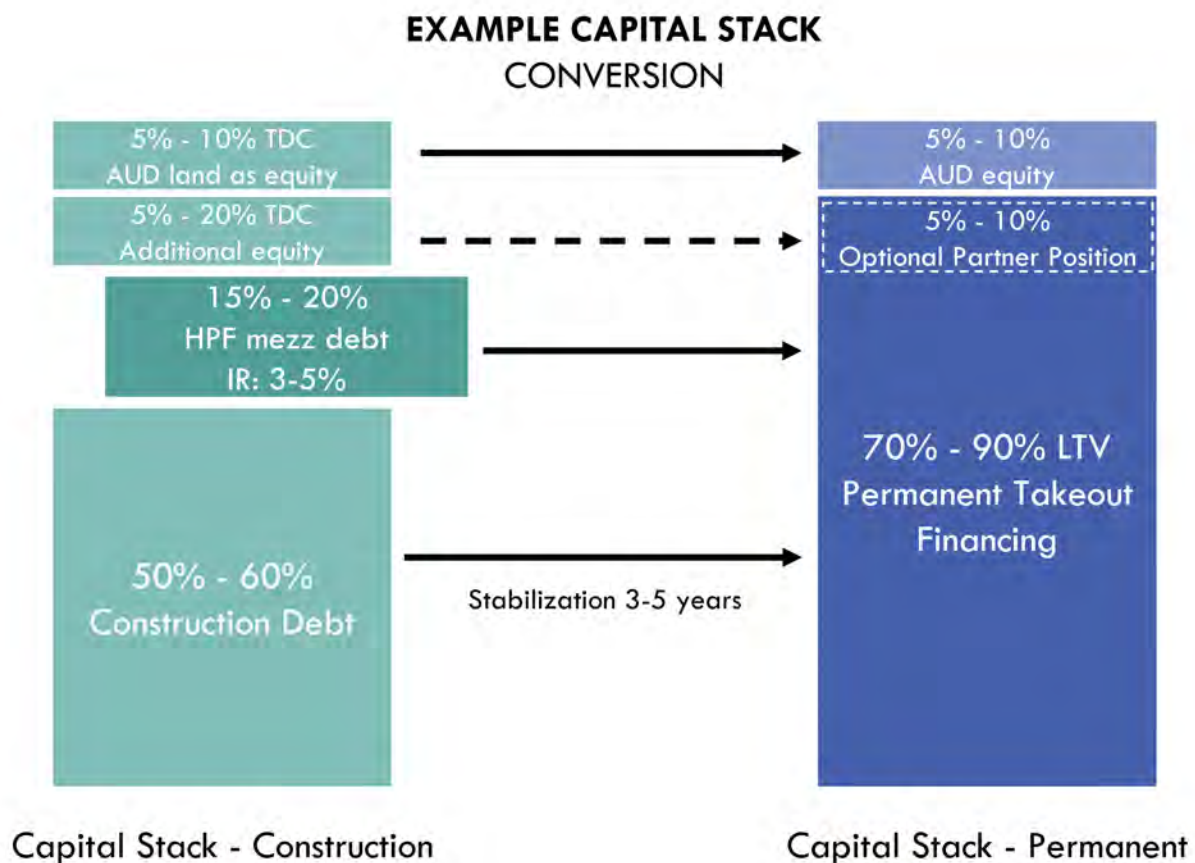 EXAMPLE CAPITAL STACK
CONVERSION
5% - 10% TDC
AUD land as equity
5% - 20% TDC
Additional equity
15% - 20%
HPF mezz debt
IR: 3-5%
50% - 60%
Construction Debt
Stabilization 3-5 years
5% - 10%
AUD equity
5% - 10%
Optional Partner Position
70% - 90% LTV
Permanent Takeout
Financing
Capital Stack - Construction
Capital Stack - Permanent